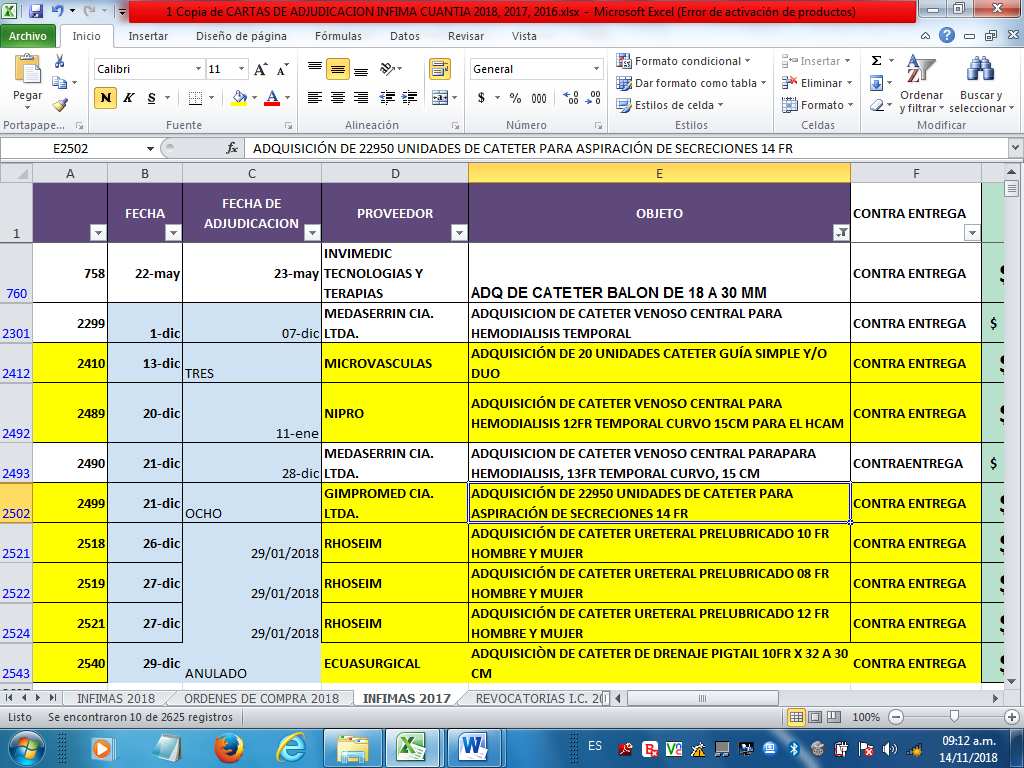 1 Copia de CARTAS DE ADJUDICACION INFIMA CUANTIA 2018, 2017, 2016.xlsx - Microsoft Excel (Error de activación de productos)
Archivo Inicio Insertar Diseño de página Fórmulas Datos Revisar Vista
Pegar
Calibri 11
N K S
General
$ % 000
Formato condicional
Dar formato como tabla
Estilos de celda
Insertar
Eliminar
Formato
Σ
Ordenar y filtrar
Buscar y seleccionar
Portapape... Fuente Alineación Número Estilos Celdas Modificar
E2502 fx ADQUISICIÓN DE 22950 UNIDADES DE CATETER PARA ASPIRACIÓN DE SECRECIONES 14 FR
A B C D E F
1 FECHA FECHA DE ADJUDICACION PROVEEDOR OBJETO CONTRA ENTREGA
760 758 22-may 23-may INVIMEDIC TECNOLOGIAS Y TERAPIAS ADQ DE CATETER BALON DE 18 A 30 MM CONTRA ENTREGA $
2301 2299 1-dic 07-dic MEDASERRIN CIA. LTDA. ADQUISICION DE CATETER VENOSO CENTRAL PARA HEMODIALISIS TEMPORAL CONTRA ENTREGA $
2412 2410 13-dic TRES MICROVASCULAS ADQUISICIÓN DE 20 UNIDADES CATETER GUÍA SIMPLE Y/O DUO CONTRA ENTREGA $
2492 2489 20-dic 11-ene NIPRO ADQUISICIÓN DE CATETER VENOSO CENTRAL PARA HEMODIALISIS 12FR TEMPORAL CURVO 15CM PARA EL HCAM CONTRA ENTREGA $
2493 2490 21-dic 28-dic MEDASERRIN CIA. LTDA. ADQUISICION DE CATETER VENOSO CENTRAL PARAPARA HEMODIALISIS, 13FR TEMPORAL CURVO, 15 CM CONTRAENTREGA $
2502 2499 21-dic OCHO GIMPROMED CIA. LTDA. ADQUISICIÓN DE 22950 UNIDADES DE CATETER PARA ASPIRACIÓN DE SECRECIONES 14 FR CONTRA ENTREGA $
2521 2518 26-dic 29/01/2018 RHOSEIM ADQUISICIÓN DE CATETER URETERAL PRELUBRICADO 10 FR HOMBRE Y MUJER CONTRA ENTREGA $
2522 2519 27-dic 29/01/2018 RHOSEIM ADQUISICIÓN DE CATETER URETERAL PRELUBRICADO 08 FR HOMBRE Y MUJER CONTRA ENTREGA $
2524 2521 27-dic 29/01/2018 RHOSEIM ADQUISICIÓN DE CATETER URETERAL PRELUBRICADO 12 FR HOMBRE Y MUJER CONTRA ENTREGA $
2543 2540 29-dic ANULADO ECUASURGICAL ADQUISICIÒN DE CATETER DE DRENAJE PIGTAIL 10FR X 32 A 30 CM CONTRA ENTREGA $
INFIMAS 2018 ORDENES DE COMPRA 2018 INFIMAS 2017 REVOCATORIAS I.C. 20
Listo Se encontraron 10 de 2625 registros 100%
ES 09:12 a.m.
14/11/2018